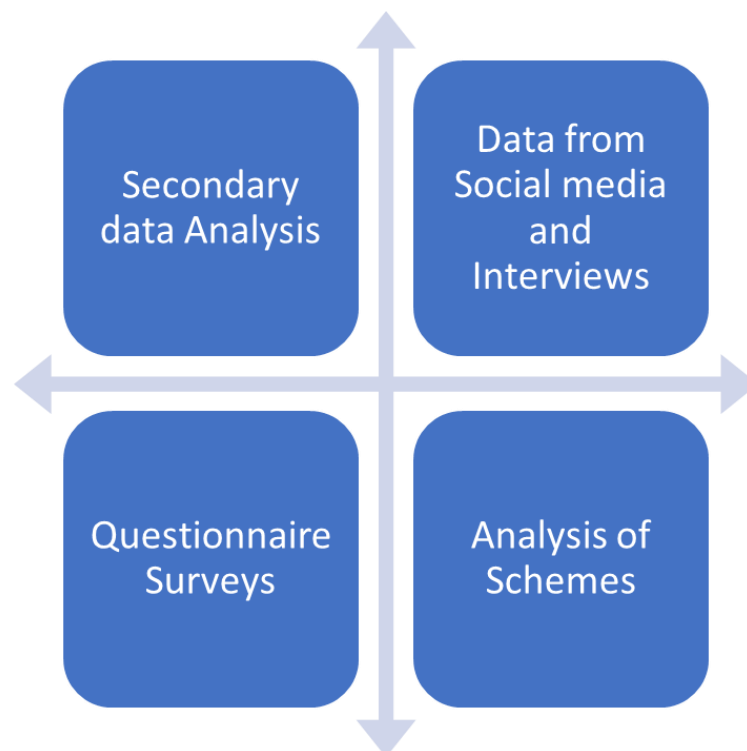 Secondary
data Analysis
Data from
Social media
and
Interviews
Questionnaire
Surveys
Analysis of
Schemes